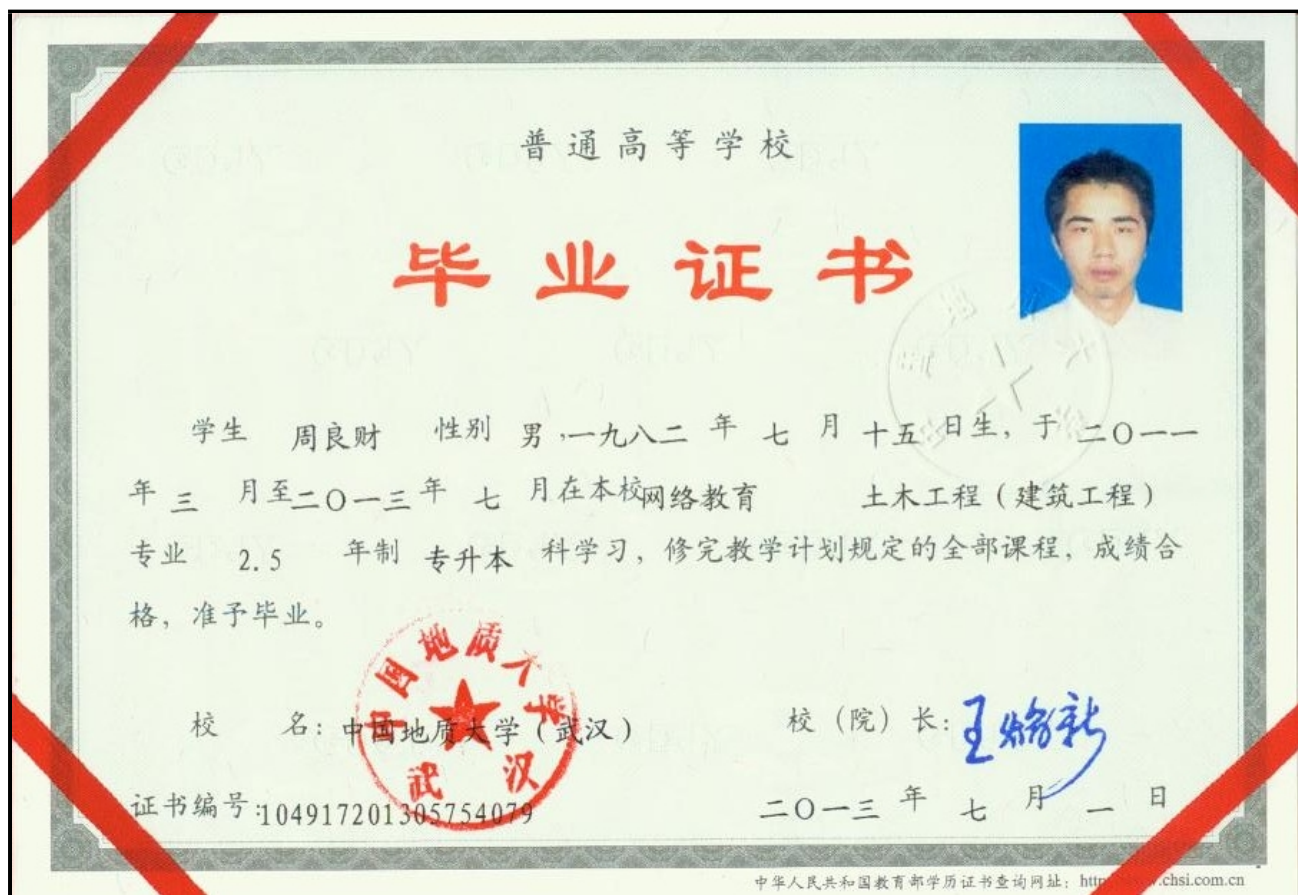 普通高等学校
毕业证书
学生 周良财 性别 男,一九八二 年 七 月 十五 日生, 于 二〇一一
年 三 月至二〇一三 年 七 月在本校网络教育 土木工程(建筑工程)
专业 2.5 年制 专升本 科学习, 修完教学计划规定的全部课程, 成绩合
格, 准予毕业。
中国地质大学
武汉
校 名: 中国地质大学(武汉)
校(院)长:
证书编号:104917201305754079
二〇一三 年 七 月 一 日
中华人民共和国教育部学历证书查询网址: http chsi.com.cn